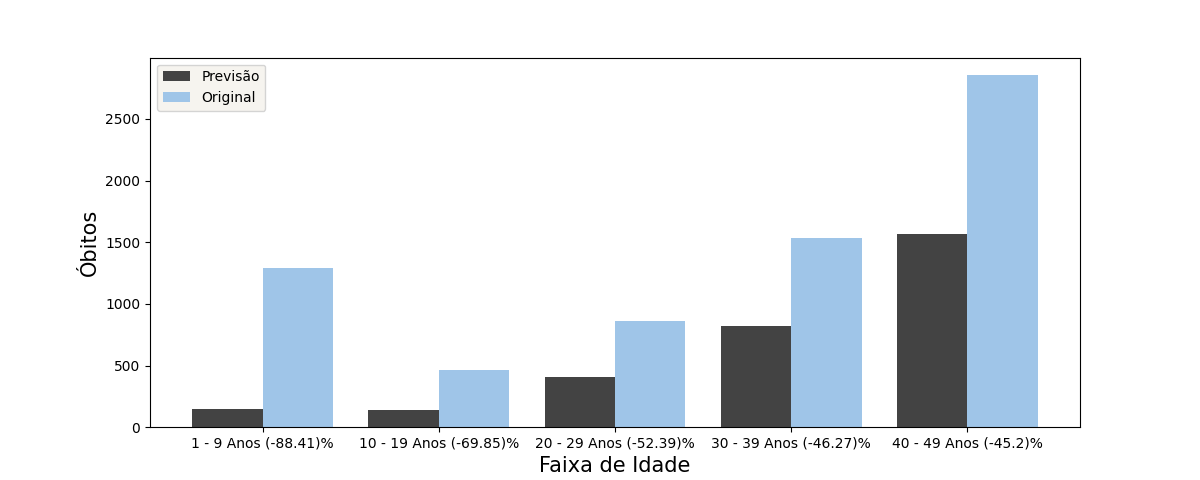 Previsão
Original
2500
2000
1500
1000
500
0
Óbitos
1 - 9 Anos (-88.41)% 10 - 19 Anos (-69.85)% 20 - 29 Anos (-52.39)% 30 - 39 Anos (-46.27)% 40 - 49 Anos (-45.2)%
Faixa de Idade